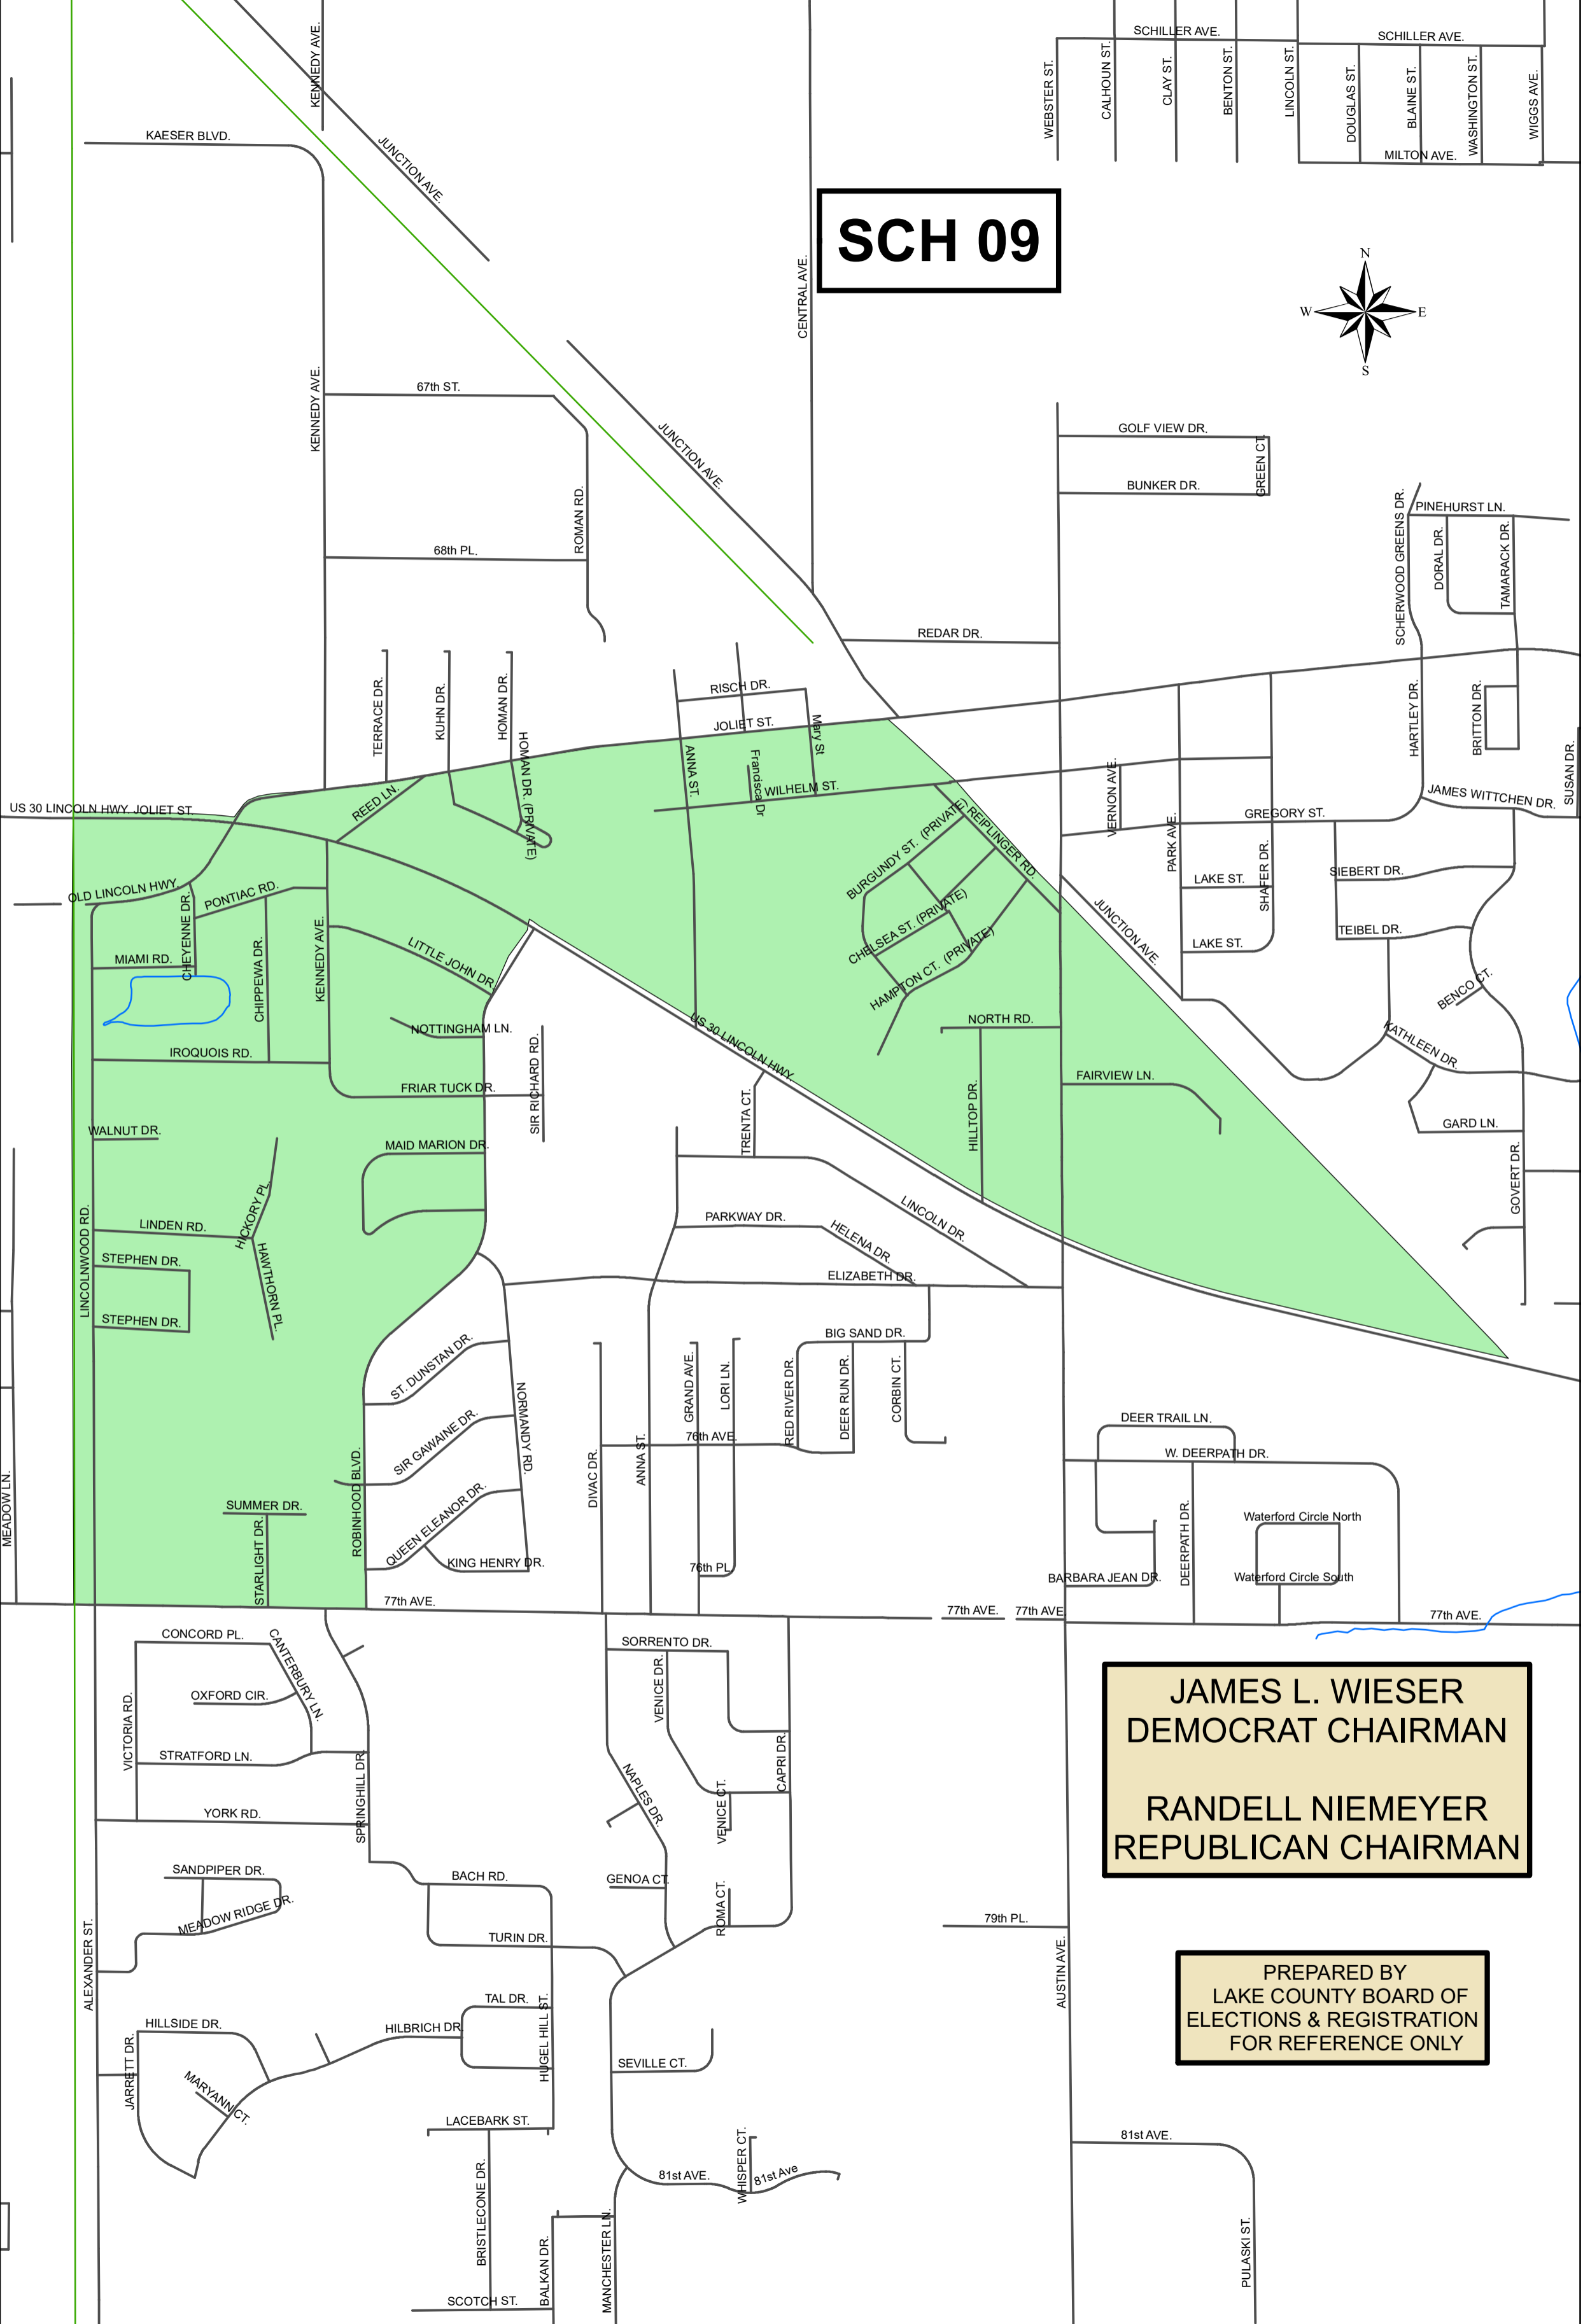 KENNEDY AVE.
SCHILLER AVE.
SCHILLER AVE.
WEBSTER ST.
CALHOUN ST.
CLAY ST.
BENTON ST.
LINCOLN ST.
DOUGLAS ST.
BLAINE ST.
WASHINGTON ST.
WIGGS AVE.
MILTON AVE.
KAESER BLVD.
JUNCTION AVE.
SCH 09
CENTRAL AVE.
N
W
E
S
KENNEDY AVE.
67th ST.
JUNCTION AVE.
GOLF VIEW DR.
GREEN CT.
BUNKER DR.
ROMAN RD.
68th PL.
SCHERWOOD GREENS DR.
PINEHURST LN.
DORAL DR.
TAMARACK DR.
REDAR DR.
TERRACE DR.
KUHN DR.
HOMAN DR.
HOMAN DR. (PRIVATE)
RISCH DR.
JOLIET ST.
Mary St
ANNA ST.
Francisca Dr
WILHELM ST.
HARTLEY DR.
BRITTON DR.
SUSAN DR.
JAMES WITTCHEN DR.
US 30 LINCOLN HWY. JOLIET ST.
REED LN.
VERNON AVE.
GREGORY ST.
PARK AVE.
SHAFER DR.
BURGUNDY ST. (PRIVATE)
REIPLINGER RD.
LAKE ST.
SIEBERT DR.
OLD LINCOLN HWY.
PONTIAC RD.
CHEYENNE DR.
CHIPPEWA DR.
KENNEDY AVE.
LITTLE JOHN DR.
CHELSEA ST. (PRIVATE)
HAMPTON CT. (PRIVATE)
JUNCTION AVE.
LAKE ST.
TEIBEL DR.
MIAMI RD.
BENCO CT.
NOTTINGHAM LN.
US 30 LINCOLN HWY.
NORTH RD.
KATHLEEN DR.
IROQUOIS RD.
FRIAR TUCK DR.
SIR RICHARD RD.
TRENTA CT.
HILLTOP DR.
FAIRVIEW LN.
GARD LN.
WALNUT DR.
MAID MARION DR.
GOVERT DR.
LINCOLNWOOD RD.
LINDEN RD.
HICKORY PL.
HAWTHORN PL.
PARKWAY DR.
HELENA DR.
LINCOLN DR.
STEPHEN DR.
ELIZABETH DR.
STEPHEN DR.
BIG SAND DR.
ST. DUNSTAN DR.
NORMANDY RD.
GRAND AVE.
LORI LN.
RED RIVER DR.
DEER RUN DR.
CORBIN CT.
SIR GAWAINE DR.
76th AVE.
DEER TRAIL LN.
W. DEERPATH DR.
MEADOW LN.
ROBINHOOD BLVD.
DIVAC DR.
ANNA ST.
SUMMER DR.
STARLIGHT DR.
QUEEN ELEANOR DR.
KING HENRY DR.
76th PL.
DEERPATH DR.
Waterford Circle North
Waterford Circle South
BARBARA JEAN DR.
77th AVE.
77th AVE.
77th AVE.
77th AVE.
CONCORD PL.
CANTERBURY LN.
OXFORD CIR.
VICTORIA RD.
STRATFORD LN.
SPRINGHILL DR.
YORK RD.
SORRENTO DR.
VENICE DR.
NAPLES DR.
CAPRI DR.
VENICE CT.
JAMES L. WIESER
DEMOCRAT CHAIRMAN
RANDELL NIEMEYER
REPUBLICAN CHAIRMAN
SANDPIPER DR.
MEADOW RIDGE DR.
BACH RD.
GENOA CT.
ROMA CT.
TURIN DR.
79th PL.
ALEXANDER ST.
AUSTIN AVE.
PREPARED BY
LAKE COUNTY BOARD OF
ELECTIONS & REGISTRATION
FOR REFERENCE ONLY
HILLSIDE DR.
HILBRICH DR.
TAL DR.
HUGEL HILL ST.
JARRETT DR.
MARYANN CT.
SEVILLE CT.
LACEBARK ST.
81st AVE.
81st AVE.
WHISPER CT.
81st Ave
BRISTLECONE DR.
BALKAN DR.
MANCHESTER LN.
PULASKI ST.
SCOTCH ST.